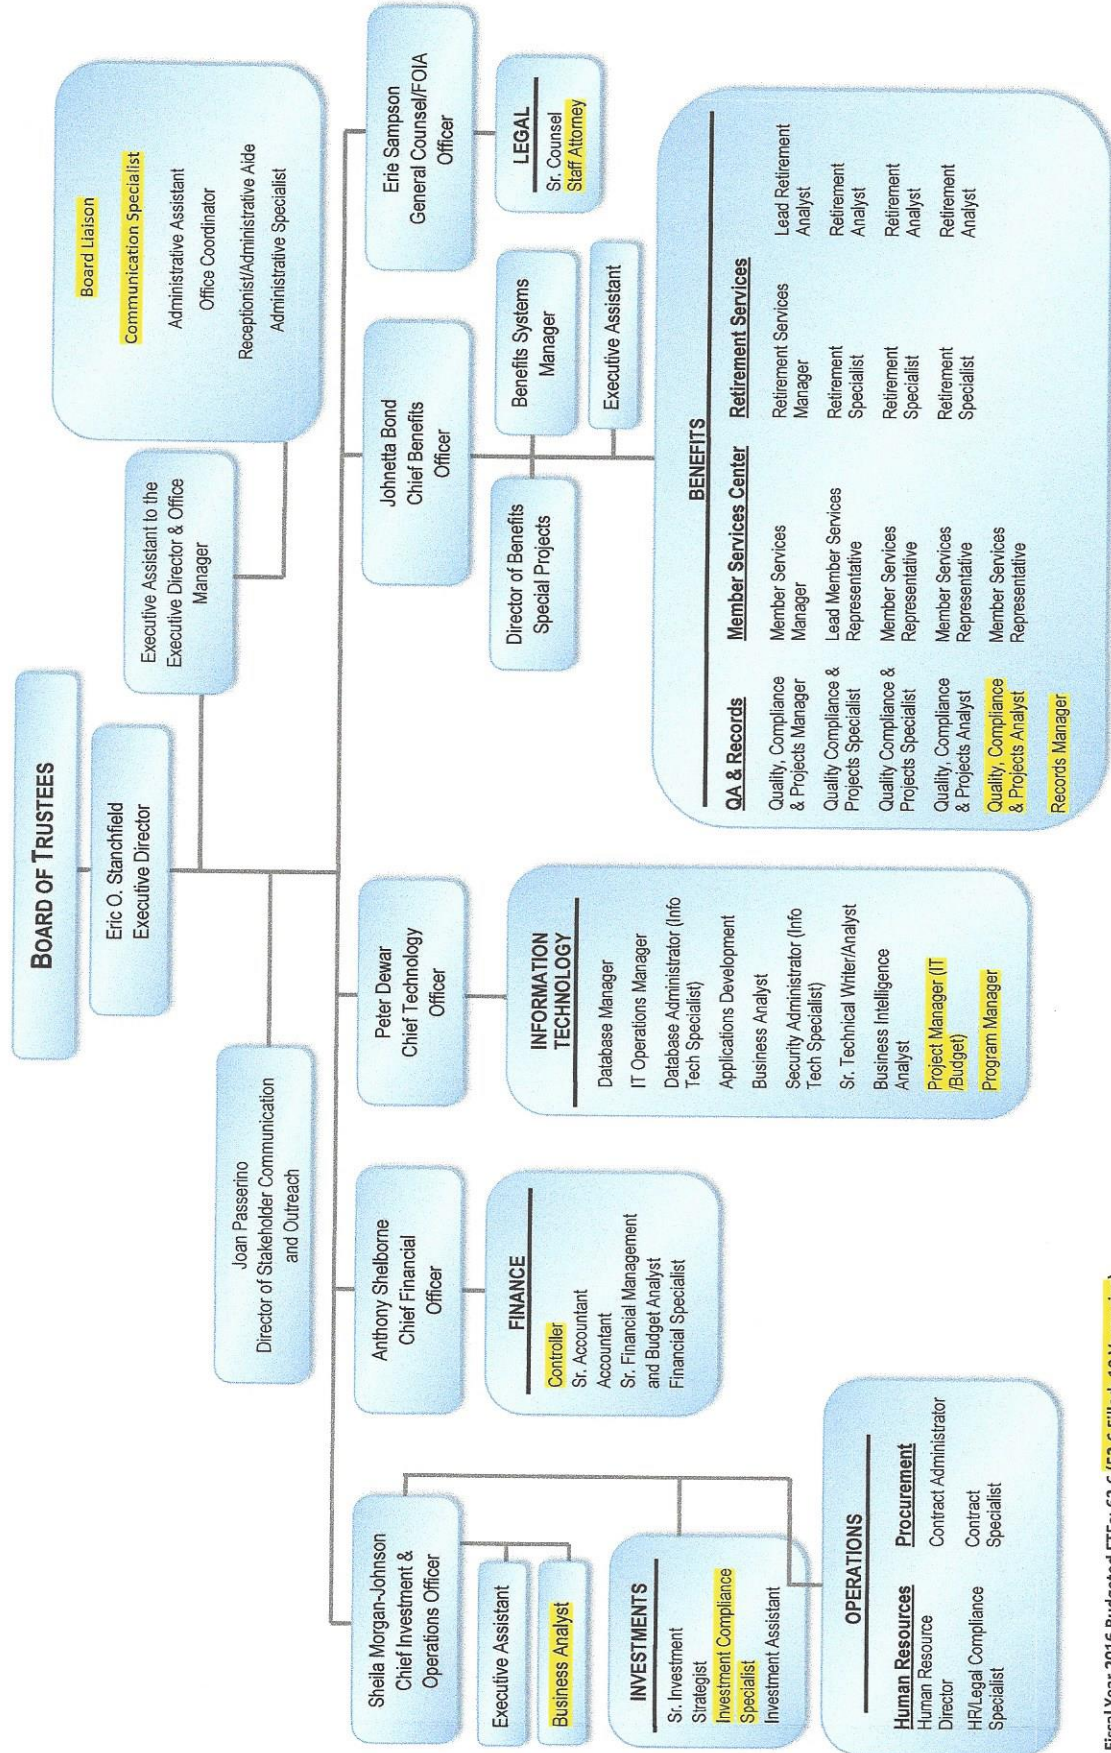 BOARD OF TRUSTEES
Eric O. Stanchfield
Executive Director
Executive Assistant to the
Executive Director & Office
Manager
Board Liaison
Communication Specialist
Administrative Assistant
Office Coordinator
Receptionist/Administrative Aide
Administrative Specialist
Joan Passerino
Director of Stakeholder Communication
and Outreach
Sheila Morgan-Johnson
Chief Investment &
Operations Officer
Executive Assistant
Business Analyst
INVESTMENTS
Sr. Investment
Strategist
Investment Compliance
Specialist
Investment Assistant
OPERATIONS
Human Resources
Human Resource
Director
HR/Legal Compliance
Specialist
Procurement
Contract Administrator
Contract
Specialist
Anthony Shelborne
Chief Financial
Officer
FINANCE
Controller
Sr. Accountant
Accountant
Sr. Financial Management
and Budget Analyst
Financial Specialist
Peter Dewar
Chief Technology
Officer
INFORMATION
TECHNOLOGY
Database Manager
IT Operations Manager
Database Administrator (Info
Tech Specialist)
Applications Development
Business Analyst
Security Administrator (Info
Tech Specialist)
Sr. Technical Writer/Analyst
Business Intelligence
Analyst
Project Manager (IT
/Budget)
Program Manager
Johnetta Bond
Chief Benefits
Officer
Director of Benefits
Special Projects
Benefits Systems
Manager
Executive Assistant
BENEFITS
QA & Records
Quality, Compliance
& Projects Manager
Quality Compliance &
Projects Specialist
Quality Compliance &
Projects Specialist
Quality, Compliance
& Projects Analyst
Quality, Compliance
& Projects Analyst
Records Manager
Member Services Center
Member Services
Manager
Lead Member Services
Representative
Member Services
Representative
Member Services
Representative
Member Services
Representative
Retirement Services
Retirement Services
Manager
Retirement
Specialist
Retirement
Specialist
Retirement
Specialist
Lead Retirement
Analyst
Retirement
Analyst
Retirement
Analyst
Retirement
Analyst
Erie Sampson
General Counsel/FOIA
Officer
LEGAL
Sr. Counsel
Staff Attorney
Fiscal Year 2016 Budgeted